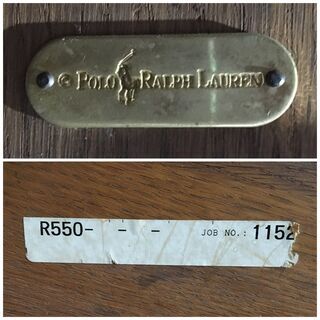 © POLO RALPH LAUREN
R550- - - JOB NO.: 1152